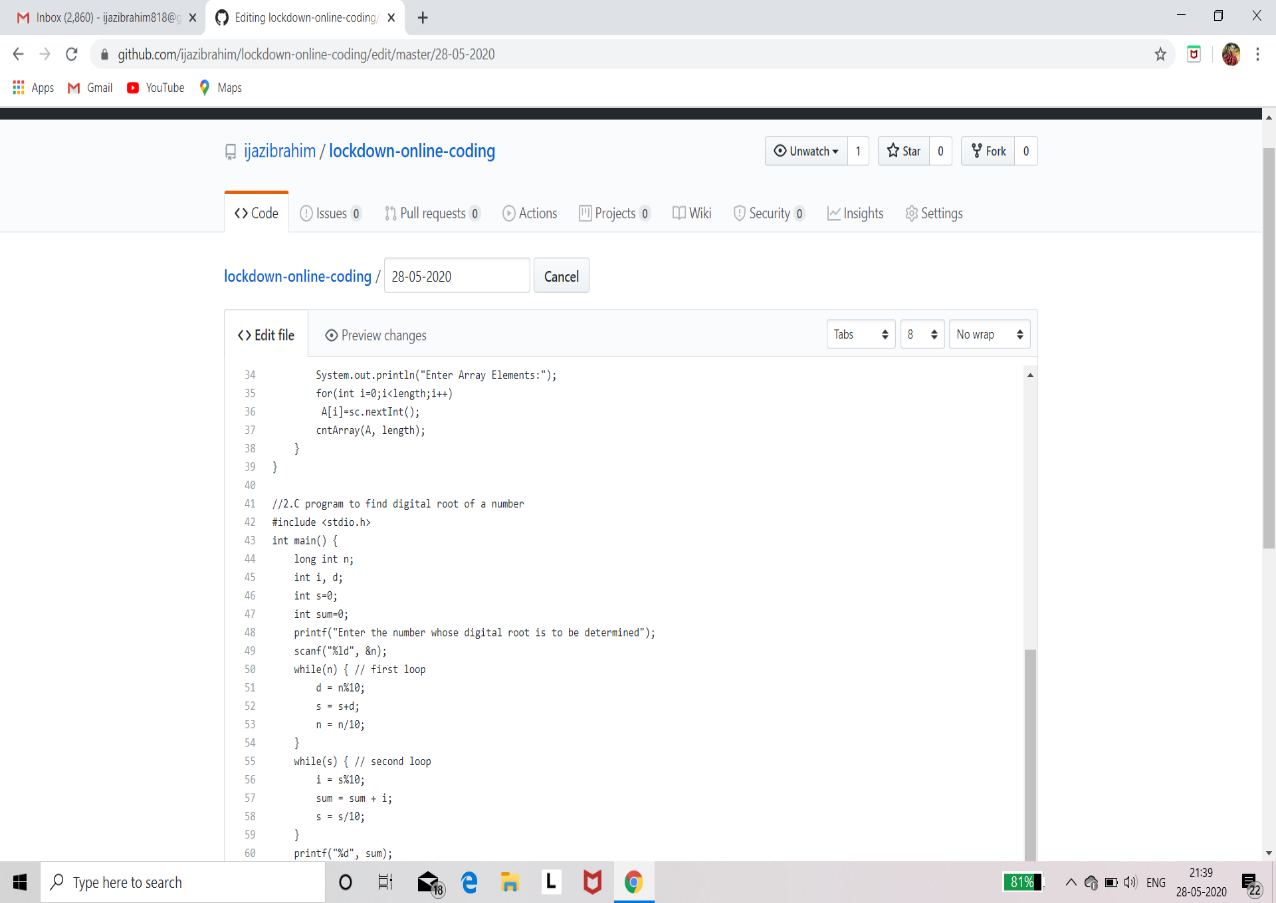 Inbox (2,860) - ijazibrahim818@g
Editing lockdown-online-coding/
github.com/ijazibrahim/lockdown-online-coding/edit/master/28-05-2020
Apps Gmail YouTube Maps
ijazibrahim / lockdown-online-coding
Unwatch 1 Star 0 Fork 0
Code Issues 0 Pull requests 0 Actions Projects 0 Wiki Security 0 Insights Settings
lockdown-online-coding / 28-05-2020 Cancel
<> Edit file Preview changes Tabs 8 No wrap
34 System.out.println("Enter Array Elements:");
35 for(int i=0;i<length;i++)
36 A[i]=sc.nextInt();
37 cntArray(A, length);
38 }
39 }
40
41 //2.C program to find digital root of a number
42 #include <stdio.h>
43 int main() {
44 long int n;
45 int i, d;
46 int s=0;
47 int sum=0;
48 printf("Enter the number whose digital root is to be determined");
49 scanf("%ld", &n);
50 while(n) { // first loop
51 d = n%10;
52 s = s+d;
53 n = n/10;
54 }
55 while(s) { // second loop
56 i = s%10;
57 sum = sum + i;
58 s = s/10;
59 }
60 printf("%d", sum);
Type here to search
18
L
81%
ENG
21:39
28-05-2020
22